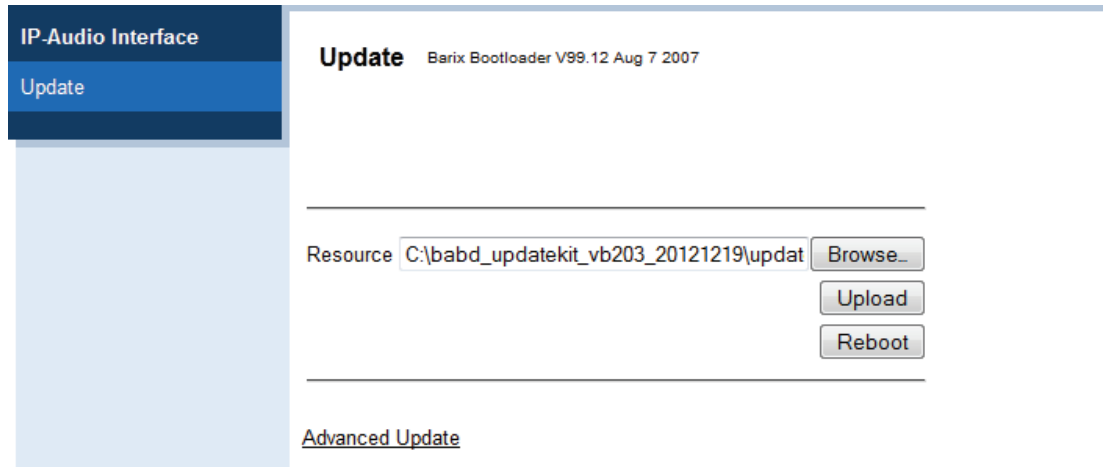 IP-Audio Interface
Update
Update Barix Bootloader V99.12 Aug 7 2007
Resource C:\babd_updatekit_vb203_20121219\updat Browse_
Upload
Reboot
Advanced Update